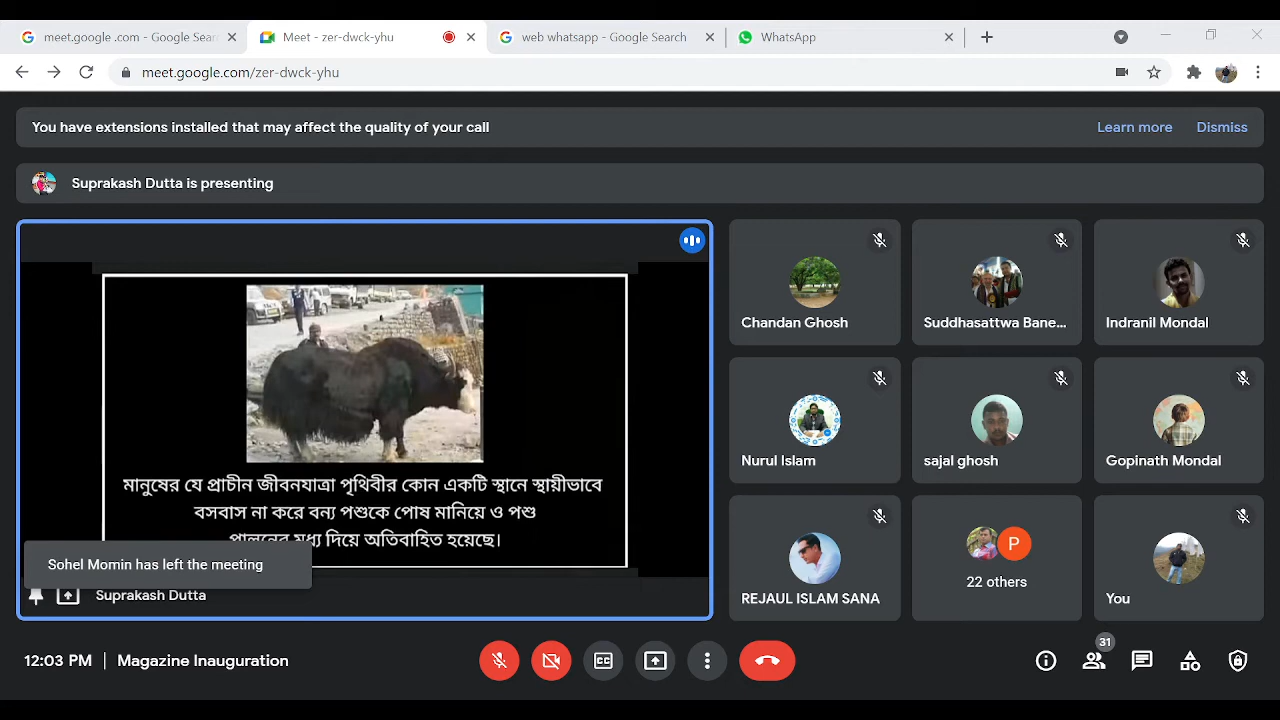 meet.google .com - Google Sear
Meet - zer-dwck-yhu
web whatsapp - Google Search
WhatsApp
meet.google.com/zer-dwck-yhu
You have extensions installed that may affect the quality of your call
Learn more
Dismiss
Suprakash Dutta is presenting
মানুষের যে প্রাচীন জীবনযাত্রা পৃথিবীর কোন একটি স্থানে স্থায়ীভাবে
বসবাস না করে বন্য পশুকে পোষ মানিয়ে ও পশু
পালনের মধ্য দিয়ে অতিবাহিত হয়েছে।
Sohel Momin has left the meeting
Suprakash Dutta
Chandan Ghosh
Suddhasattwa Bane...
Indranil Mondal
Nurul Islam
sajal ghosh
Gopinath Mondal
REJAUL ISLAM SANA
P
22 others
You
12:03 PM | Magazine Inauguration
CC
31